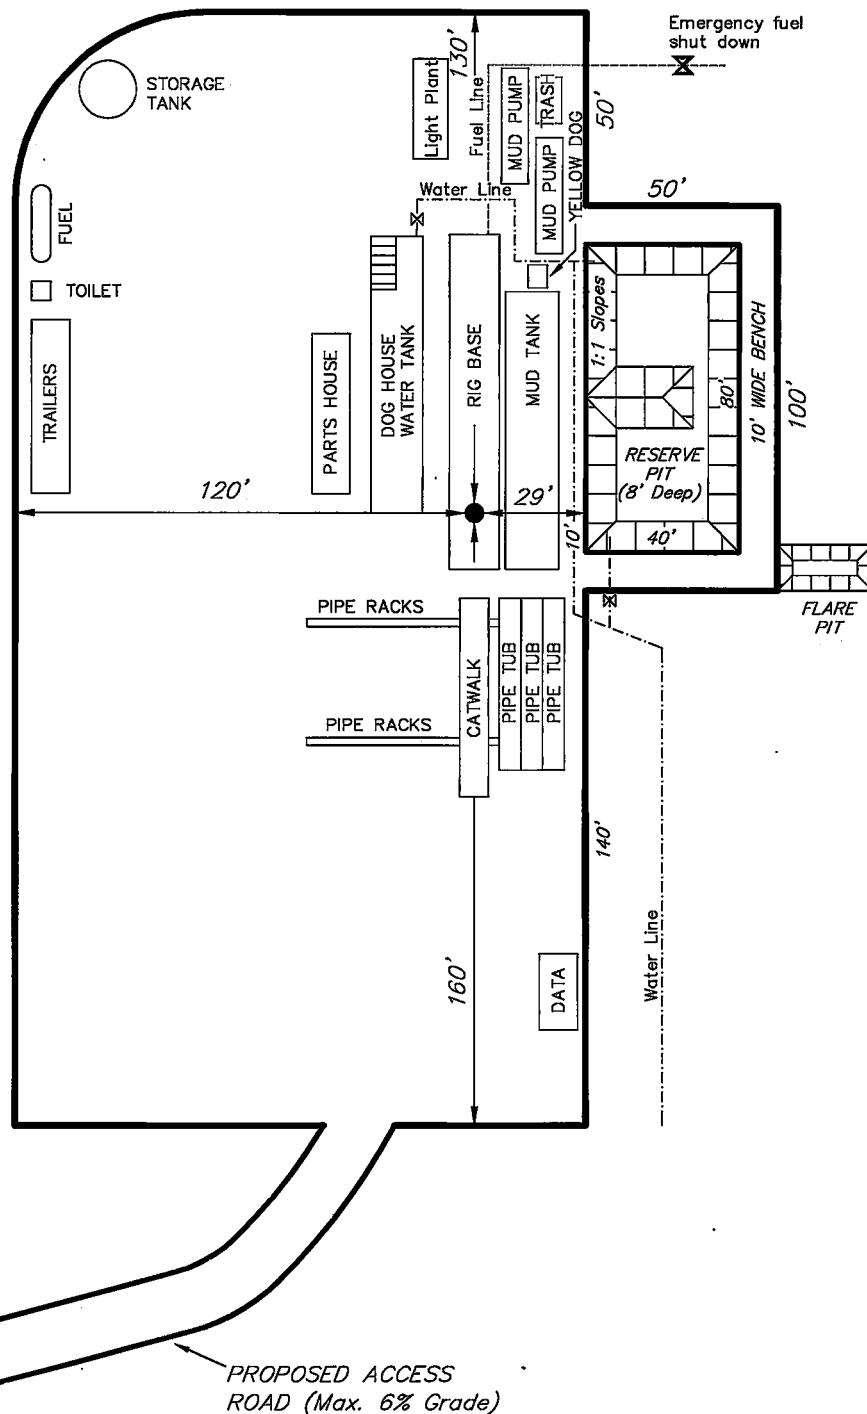 Emergency fuel
shut down
130'
50'
STORAGE
TANK
Light Plant
Fuel Line
MUD PUMP
TRASH
MUD PUMP
YELLOW DOG
Water Line
50'
FUEL
TOILET
TRAILERS
PARTS HOUSE
DOG HOUSE
WATER TANK
RIG BASE
MUD TANK
1:1 Slopes
80'
10' WIDE BENCH
100'
RESERVE
PIT
(8' Deep)
120'
29'
10'
40'
FLARE
PIT
PIPE RACKS
CATWALK
PIPE TUB
PIPE TUB
PIPE TUB
PIPE RACKS
140'
160'
DATA
Water Line
PROPOSED ACCESS
ROAD (Max. 6% Grade)